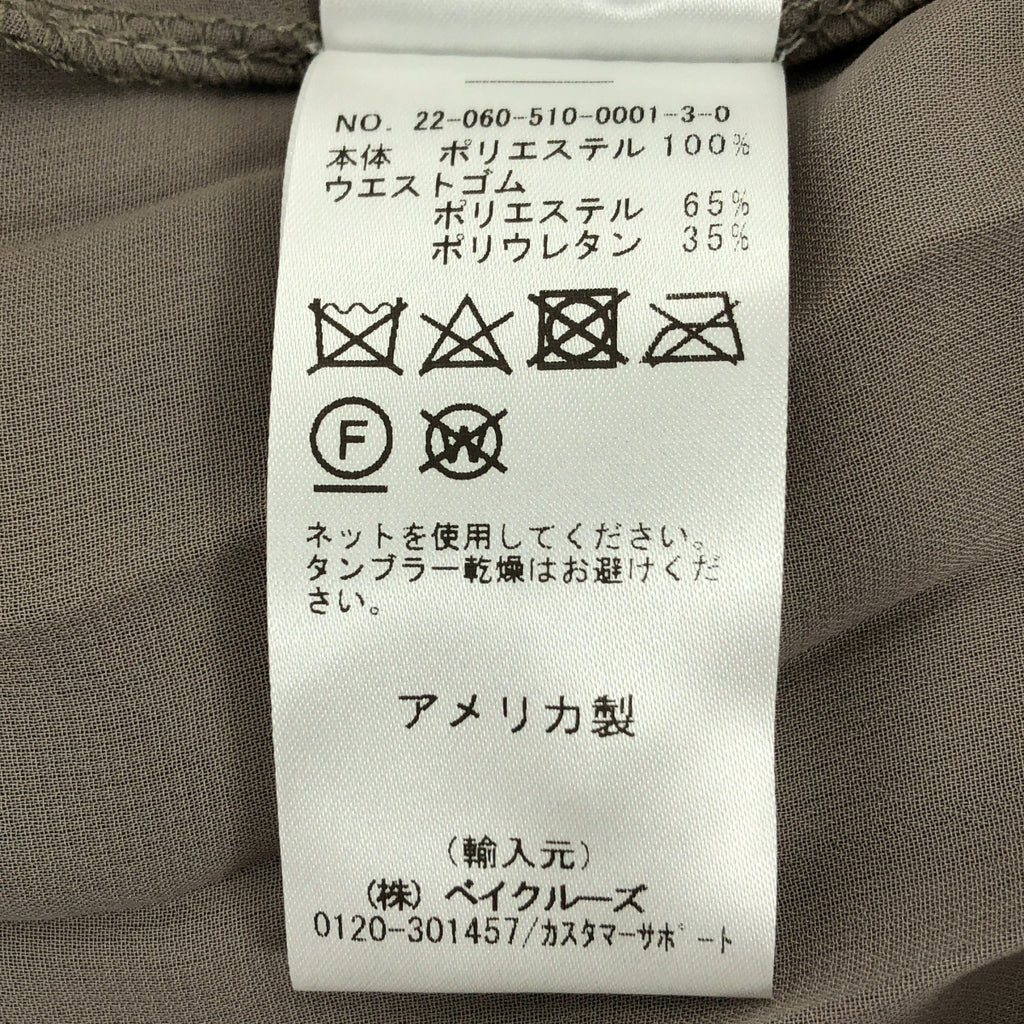 NO. 22-060-510-0001-3-0
本体 ポリエステル 100%
ウエストゴム
ポリエステル 65%
ポリウレタン 35%
F W
ネットを使用してください。
タンブラー乾燥はお避けくだ
さい。
アメリカ製
(輸入元)
(株) ベイクルーズ
0120-301457/カスタマーサポート